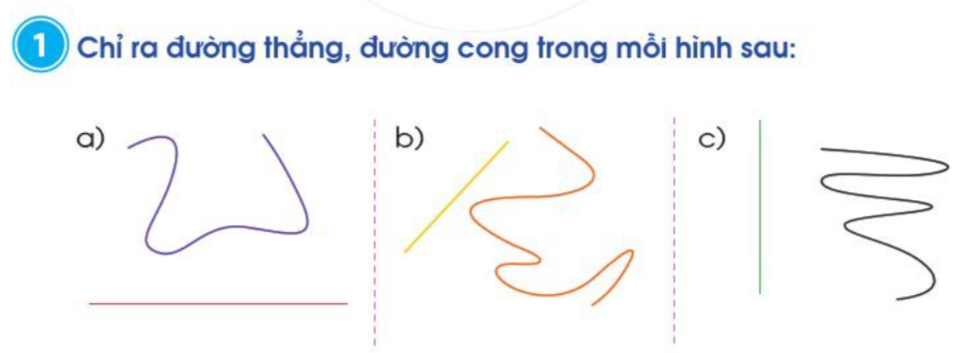 1 Chỉ ra đường thẳng, đường cong trong mỗi hình sau:
a) b) c)